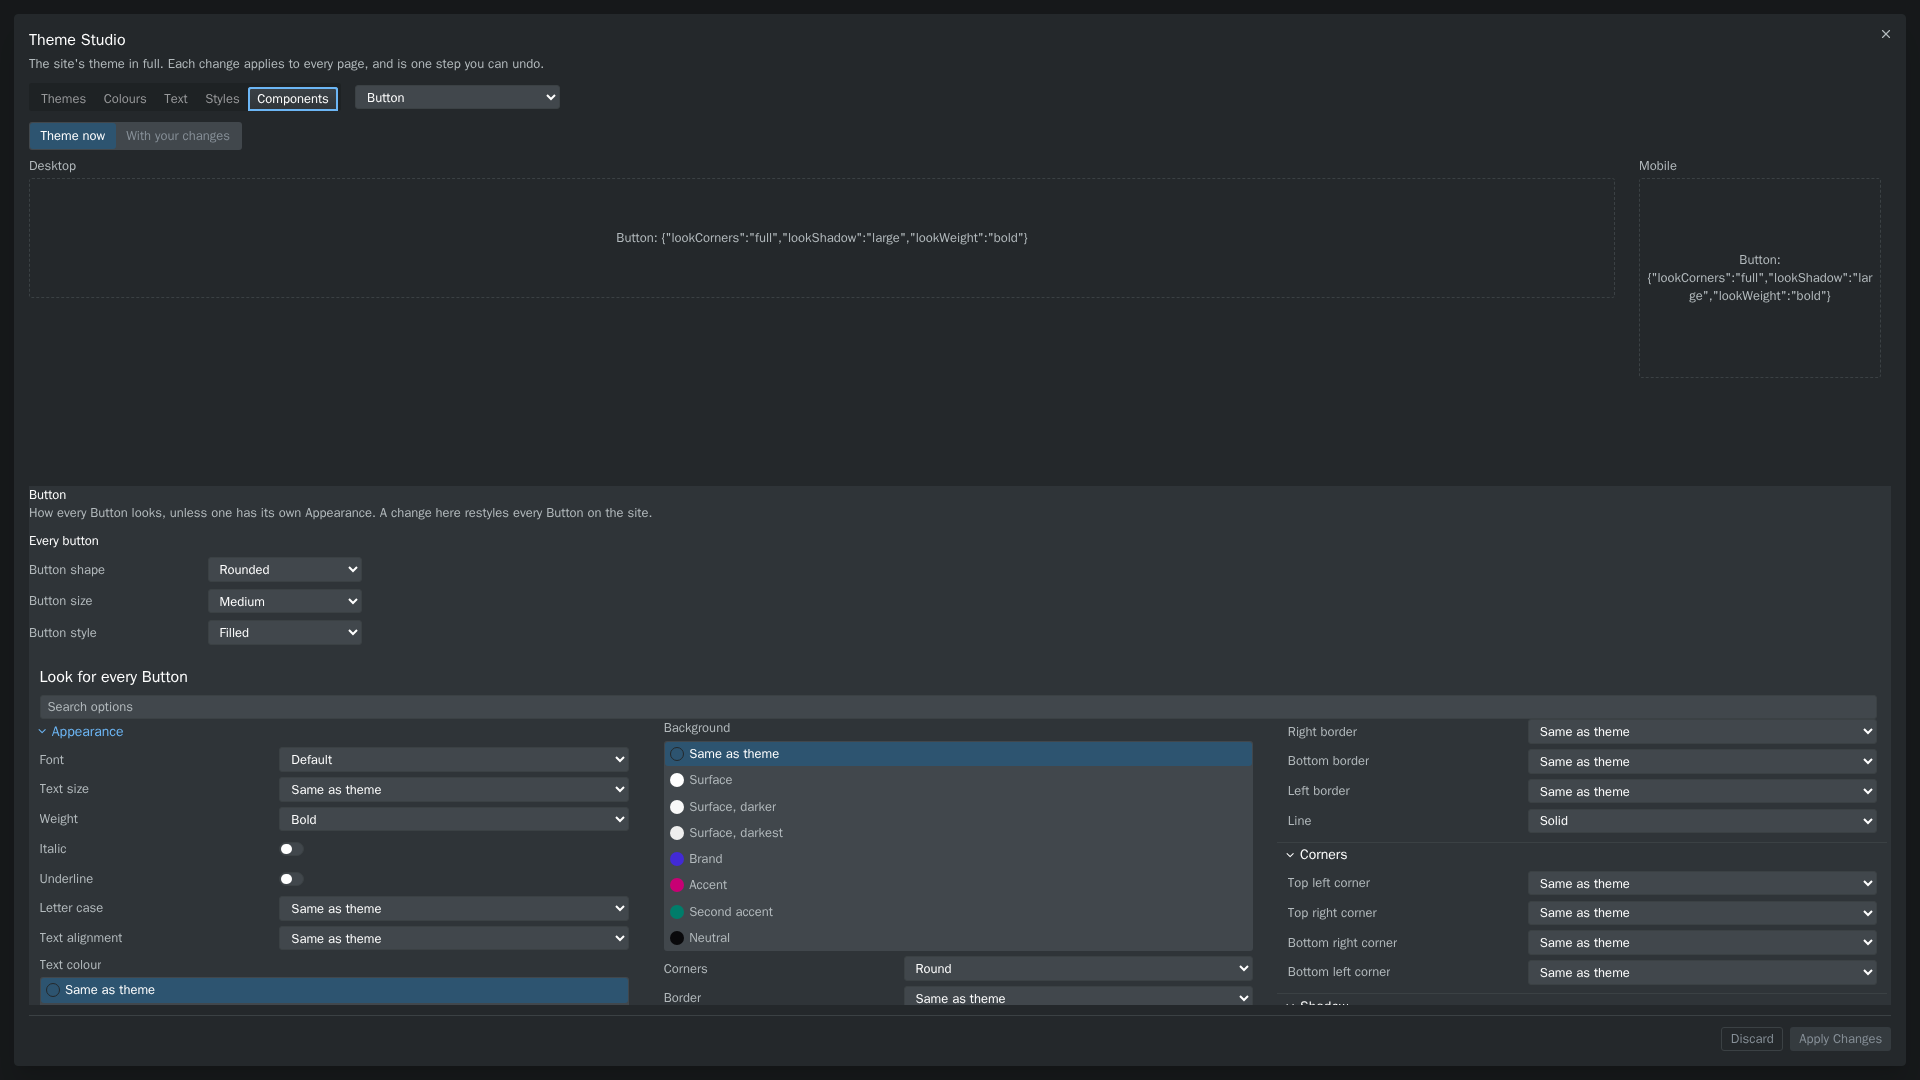 Theme Studio
The site's theme in full. Each change applies to every page, and is one step you can undo.
Themes Colours Text Styles Components Button
Theme now With your changes
Desktop
Mobile
Button: {"lookCorners":"full","lookShadow":"large","lookWeight":"bold"}
Button:
{"lookCorners":"full","lookShadow":"lar
ge","lookWeight":"bold"}
Button
How every Button looks, unless one has its own Appearance. A change here restyles every Button on the site.
Every button
Button shape Rounded
Button size Medium
Button style Filled
Look for every Button
Search options
Appearance
Font Default
Text size Same as theme
Weight Bold
Italic
Underline
Letter case Same as theme
Text alignment Same as theme
Text colour
Same as theme
Background
Same as theme
Surface
Surface, darker
Surface, darkest
Brand
Accent
Second accent
Neutral
Corners Round
Border Same as theme
Right border Same as theme
Bottom border Same as theme
Left border Same as theme
Line Solid
Corners
Top left corner Same as theme
Top right corner Same as theme
Bottom right corner Same as theme
Bottom left corner Same as theme
Shadow
Discard Apply Changes